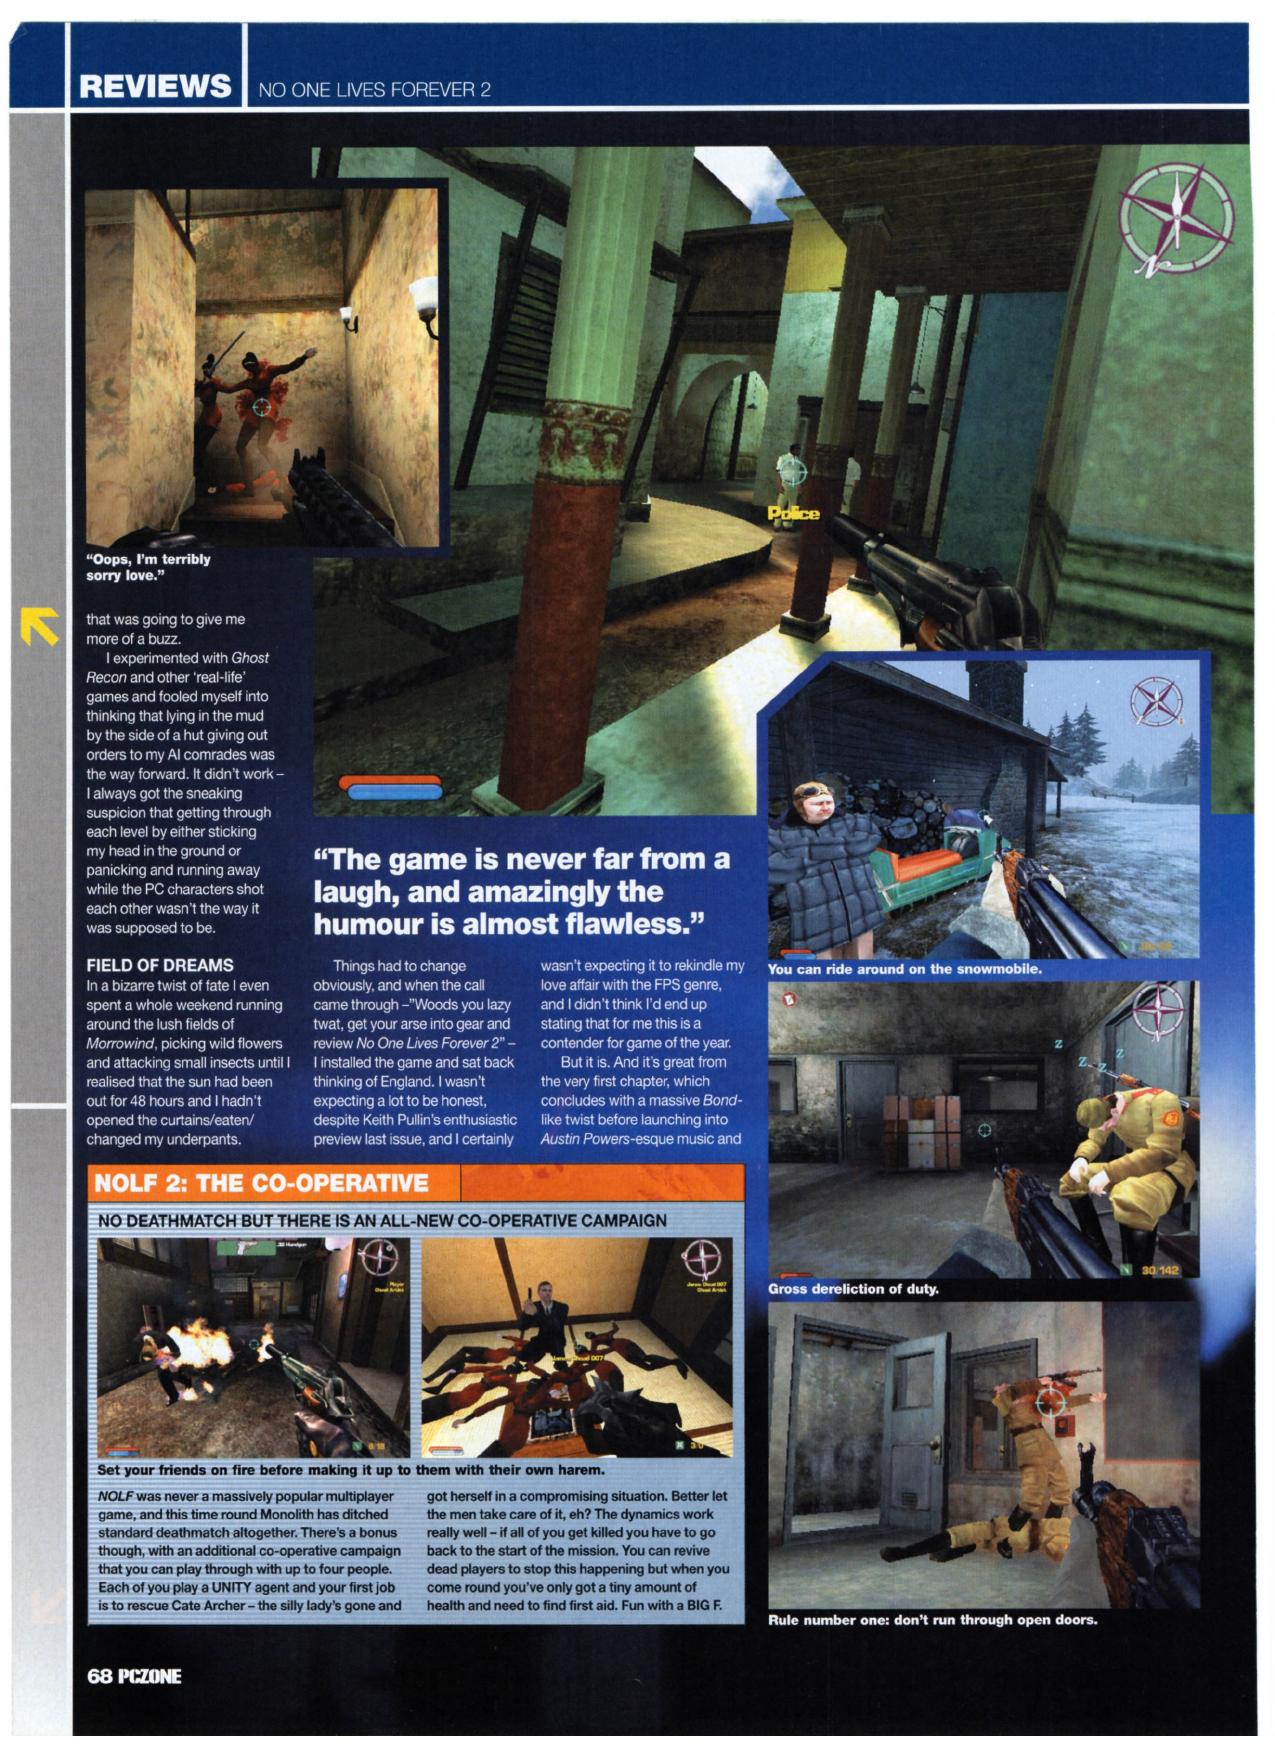 REVIEWS
NO ONE LIVES FOREVER 2
Police
"Oops, I'm terribly
sorry love."
that was going to give me
more of a buzz.
I experimented with Ghost
Recon and other 'real-life'
games and fooled myself into
thinking that lying in the mud
by the side of a hut giving out
orders to my AI comrades was
the way forward. It didn't work –
I always got the sneaking
suspicion that getting through
each level by either sticking
my head in the ground or
panicking and running away
while the PC characters shot
each other wasn't the way it
was supposed to be.
FIELD OF DREAMS
In a bizarre twist of fate I even
spent a whole weekend running
around the lush fields of
Morrowind, picking wild flowers
and attacking small insects until I
realised that the sun had been
out for 48 hours and I hadn't
opened the curtains/eaten/
changed my underpants.
"The game is never far from a
laugh, and amazingly the
humour is almost flawless."
Things had to change
obviously, and when the call
came through –"Woods you lazy
twat, get your arse into gear and
review No One Lives Forever 2" –
I installed the game and sat back
thinking of England. I wasn't
expecting a lot to be honest,
despite Keith Pullin's enthusiastic
preview last issue, and I certainly
wasn't expecting it to rekindle my
love affair with the FPS genre,
and I didn't think I'd end up
stating that for me this is a
contender for game of the year.
But it is. And it's great from
the very first chapter, which
concludes with a massive Bond-
like twist before launching into
Austin Powers-esque music and
You can ride around on the snowmobile.
Z
Z
Z
Z
30/142
Gross dereliction of duty.
Rule number one: don't run through open doors.
NOLF 2: THE CO-OPERATIVE
NO DEATHMATCH BUT THERE IS AN ALL-NEW CO-OPERATIVE CAMPAIGN
.38 Handgun
Player
Set your friends on fire before making it up to them with their own harem.
NOLF was never a massively popular multiplayer
game, and this time round Monolith has ditched
standard deathmatch altogether. There's a bonus
though, with an additional co-operative campaign
that you can play through with up to four people.
Each of you play a UNITY agent and your first job
is to rescue Cate Archer – the silly lady's gone and
got herself in a compromising situation. Better let
the men take care of it, eh? The dynamics work
really well – if all of you get killed you have to go
back to the start of the mission. You can revive
dead players to stop this happening but when you
come round you've only got a tiny amount of
health and need to find first aid. Fun with a BIG F.
68 PCZONE